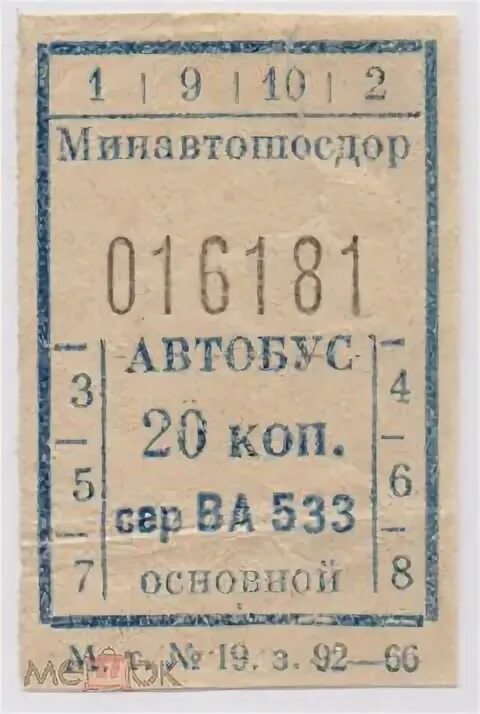 1 | 9 | 10 | 2
Минавтошосдор
016181
АВТОБУС
3 4
20 коп.
5 6
сер ВА 533
7 8
основной
М. т. № 19. з. 92—66
мешок